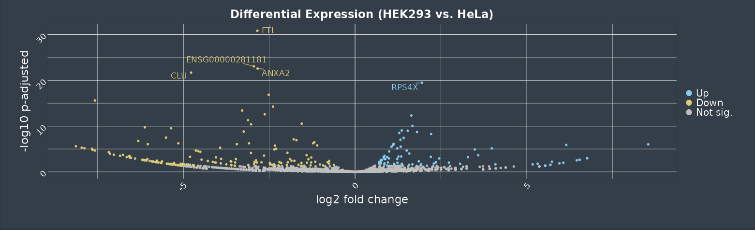 Differential Expression (HEK293 vs. HeLa)
30
20
10
0
-log10 p-adjusted
FTL
ENSG00000281181
ANXA2
CLU
RPS4X
Up
Down
Not sig.
-5
0
5
log2 fold change